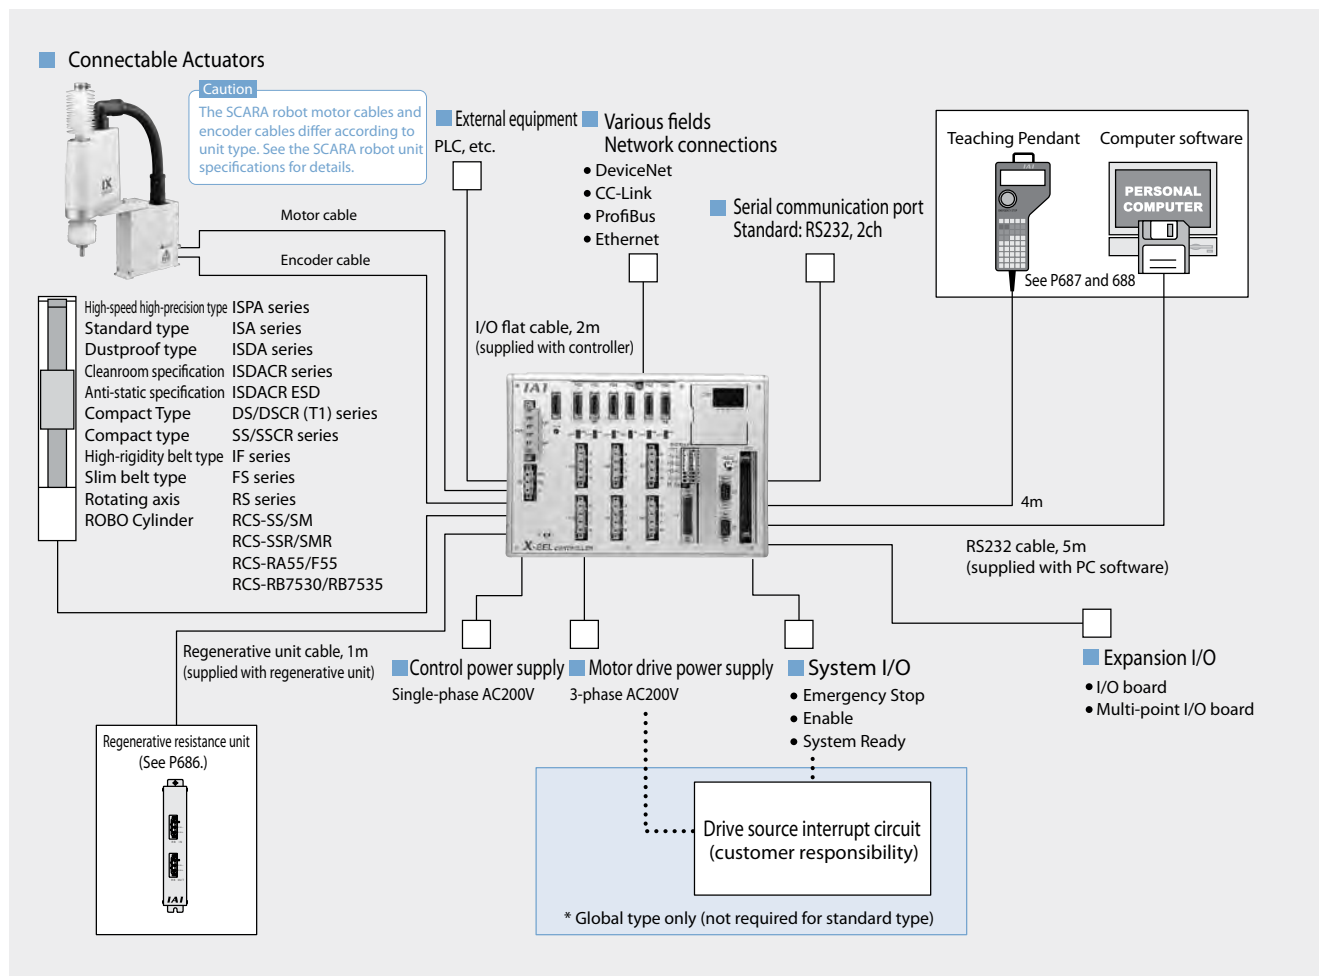 Connectable Actuators
Caution
The SCARA robot motor cables and
encoder cables differ according to
unit type. See the SCARA robot unit
specifications for details.
IX
Motor cable
Encoder cable
External equipment
PLC, etc.
Various fields
Network connections
• DeviceNet
• CC-Link
• ProfiBus
• Ethernet
Serial communication port
Standard: RS232, 2ch
Teaching Pendant
Computer software
IAI
PERSONAL
COMPUTER
See P687 and 688
High-speed high-precision type ISPA series
Standard type ISA series
Dustproof type ISDA series
Cleanroom specification ISDACR series
Anti-static specification ISDACR ESD
Compact Type DS/DSCR (T1) series
Compact type SS/SSCR series
High-rigidity belt type IF series
Slim belt type FS series
Rotating axis RS series
ROBO Cylinder RCS-SS/SM
RCS-SSR/SMR
RCS-RA55/F55
RCS-RB7530/RB7535
I/O flat cable, 2m
(supplied with controller)
IAI
X-SEL CONTROLLER
4m
RS232 cable, 5m
(supplied with PC software)
Regenerative unit cable, 1m
(supplied with regenerative unit)
Control power supply
Single-phase AC200V
Motor drive power supply
3-phase AC200V
System I/O
• Emergency Stop
• Enable
• System Ready
Expansion I/O
• I/O board
• Multi-point I/O board
Regenerative resistance unit
(See P686.)
IAI
Drive source interrupt circuit
(customer responsibility)
* Global type only (not required for standard type)